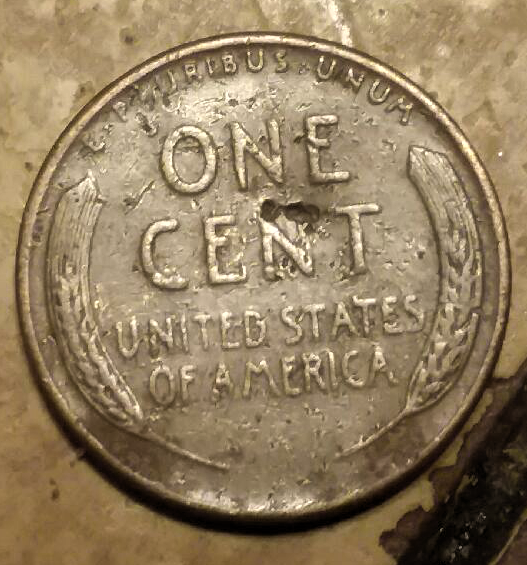 E·PLURIBUS·UNUM
ONE
CENT
UNITED STATES
OF AMERICA